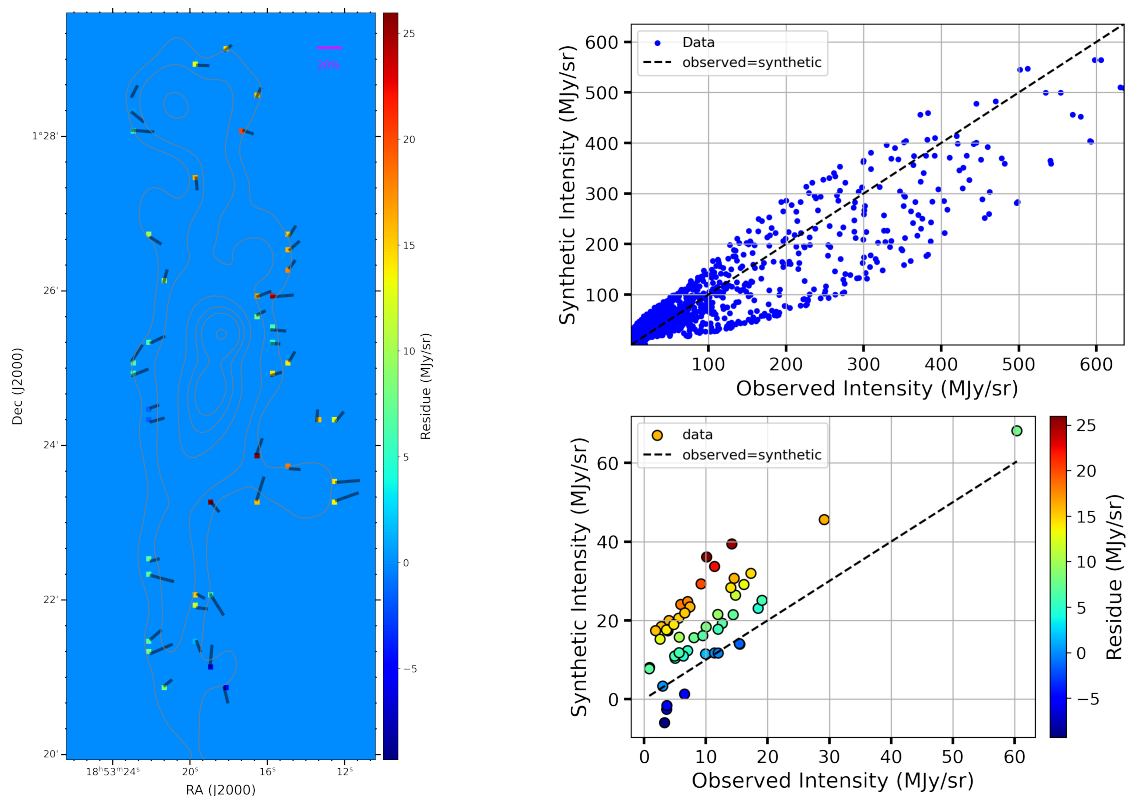 20%
1°28'
26'
24'
22'
20'
18ʰ53ᵐ24ˢ
20ˢ
16ˢ
12ˢ
RA (J2000)
Dec (J2000)
25
20
15
10
5
0
−5
Residue (MJy/sr)
600
500
400
300
200
100
100
200
300
400
500
600
Data
observed=synthetic
Synthetic Intensity (MJy/sr)
Observed Intensity (MJy/sr)
60
40
20
0
0
10
20
30
40
50
60
data
observed=synthetic
Synthetic Intensity (MJy/sr)
Observed Intensity (MJy/sr)
25
20
15
10
5
0
−5
Residue (MJy/sr)